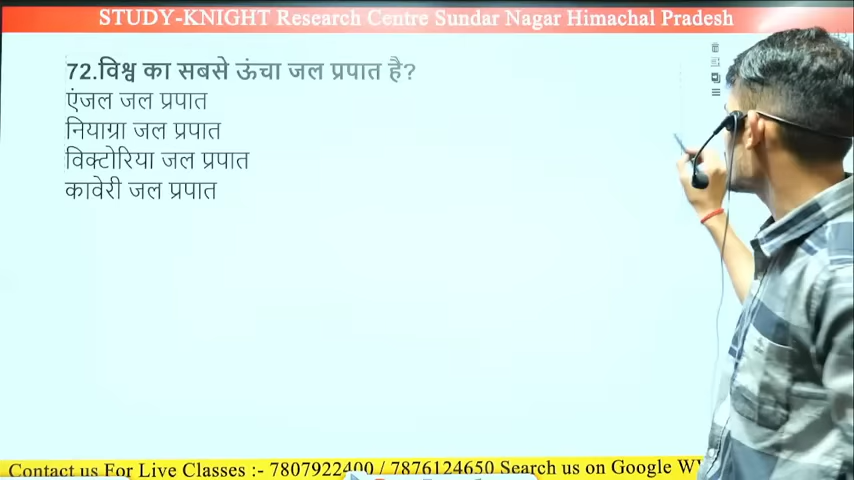 STUDY-KNIGHT Research Centre Sundar Nagar Himachal Pradesh
72.विश्व का सबसे ऊंचा जल प्रपात है?
एंजल जल प्रपात
नियाग्रा जल प्रपात
विक्टोरिया जल प्रपात
कावेरी जल प्रपात
Contact us For Live Classes :- 7807922400 / 7876124650 Search us on Google